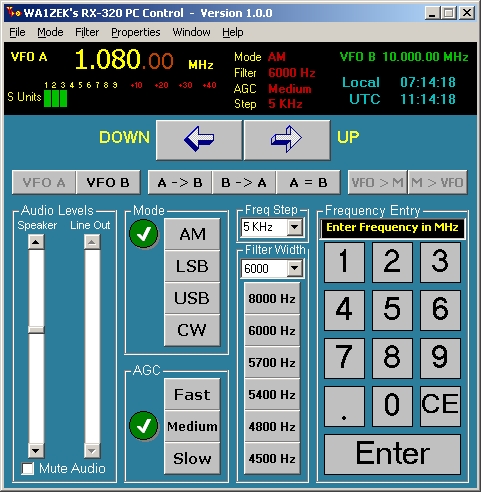 WA1ZEK's RX-320 PC Control - Version 1.0.0
File Mode Filter Properties Window Help
VFO A 1.080.00 MHz
1 2 3 4 5 6 7 8 9 +10 +20 +30 +40
S Units
Mode AM
Filter 6000 Hz
AGC Medium
Step 5 KHz
VFO B 10.000.00 MHz
Local 07:14:18
UTC 11:14:18
DOWN UP
VFO A VFO B A -> B B -> A A = B VFO > M M > VFO
Audio Levels
Speaker Line Out
Mute Audio
Mode
AM
LSB
USB
CW
AGC
Fast
Medium
Slow
Freq Step
5 KHz
Filter Width
6000
8000 Hz
6000 Hz
5700 Hz
5400 Hz
4800 Hz
4500 Hz
Frequency Entry
Enter Frequency in MHz
1 2 3
4 5 6
7 8 9
. 0 CE
Enter